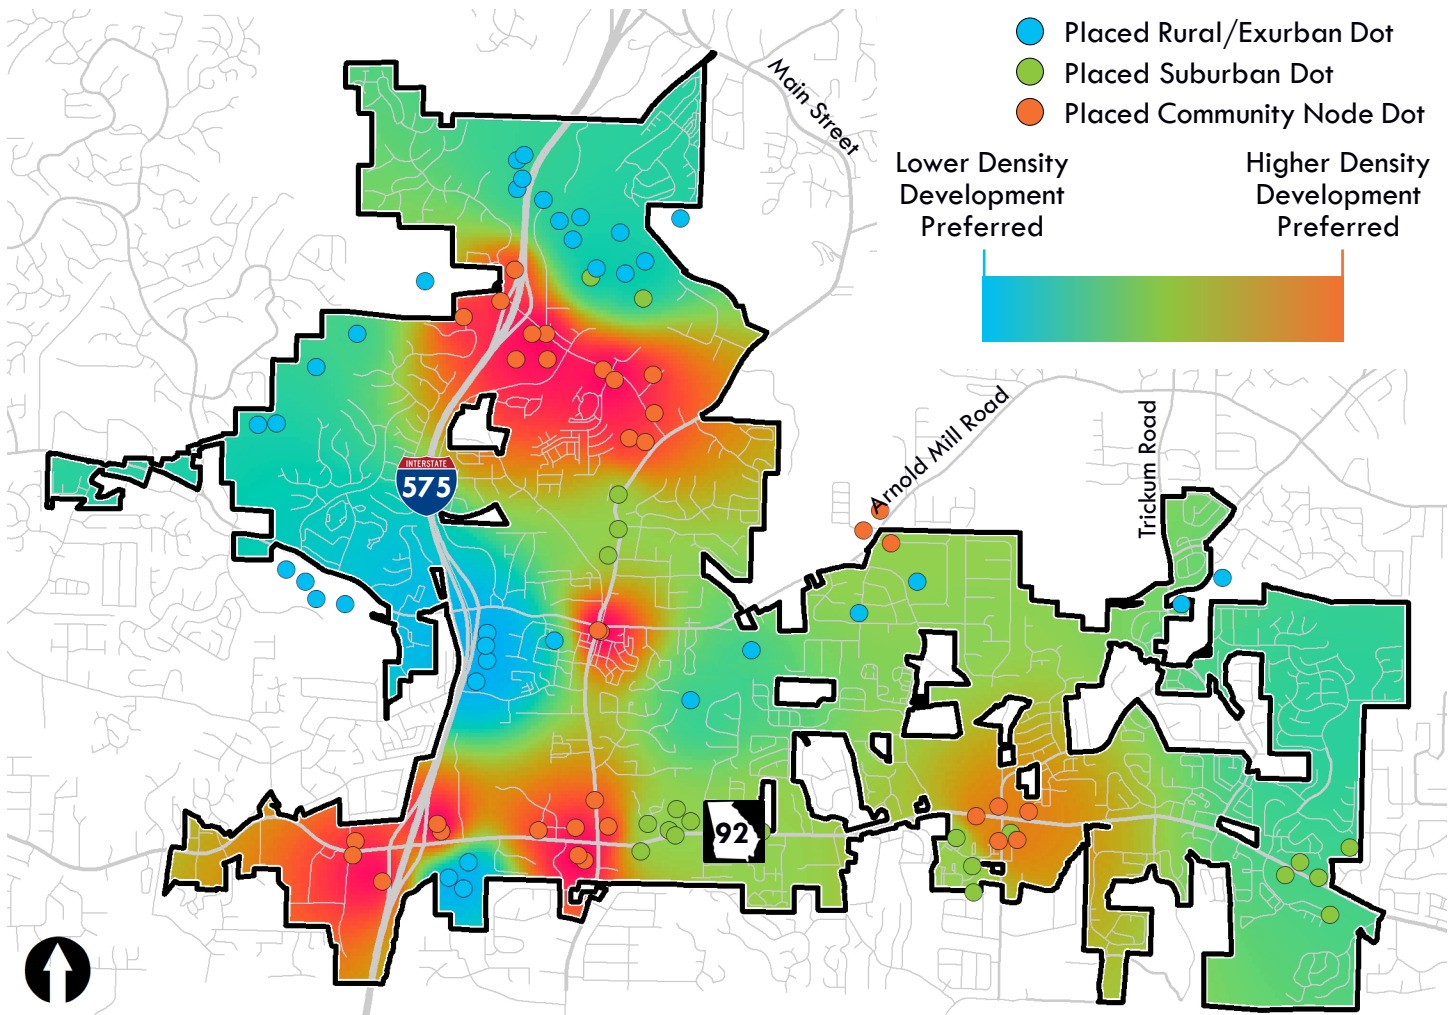 Placed Rural/Exurban Dot
Placed Suburban Dot
Placed Community Node Dot
Lower Density
Development
Preferred
Higher Density
Development
Preferred
Main Street
Arnold Mill Road
Trickum Road
INTERSTATE
575
92